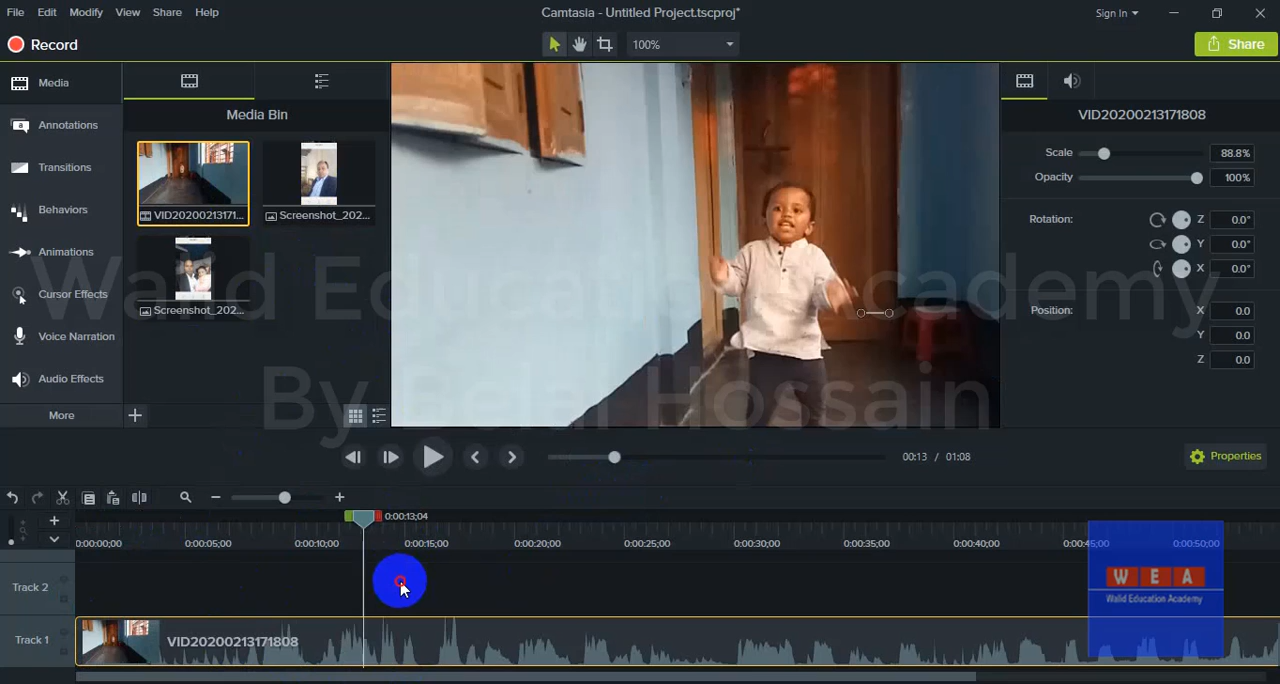 File Edit Modify View Share Help
Camtasia - Untitled Project.tscproj*
Sign In
Record
100%
Share
Media
Annotations
Transitions
Behaviors
Animations
Cursor Effects
Voice Narration
Audio Effects
More
Media Bin
VID20200213171...
Screenshot_202...
Screenshot_202...
VID20200213171808
Scale 88.8%
Opacity 100%
Rotation: Z 0.0°
Y 0.0°
X 0.0°
Position: X 0.0
Y 0.0
Z 0.0
Walid Education Academy
By Belal Hossain
00:13 / 01:08
Properties
0:00:13;04
0:00:00;00 0:00:05;00 0:00:10;00 0:00:15;00 0:00:20;00 0:00:25;00 0:00:30;00 0:00:35;00 0:00:40;00 0:00:45;00 0:00:50;00
Track 2
Track 1
VID20200213171808
W E A
Walid Education Academy